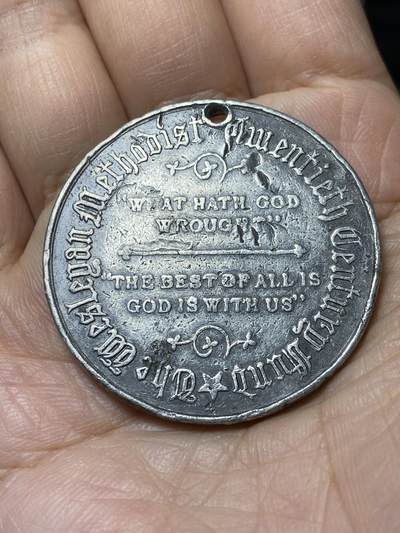 The Wesleyan Methodist Twentieth Century Fund
"WHAT HATH GOD
WROUGHT"
"THE BEST OF ALL IS
GOD IS WITH US"